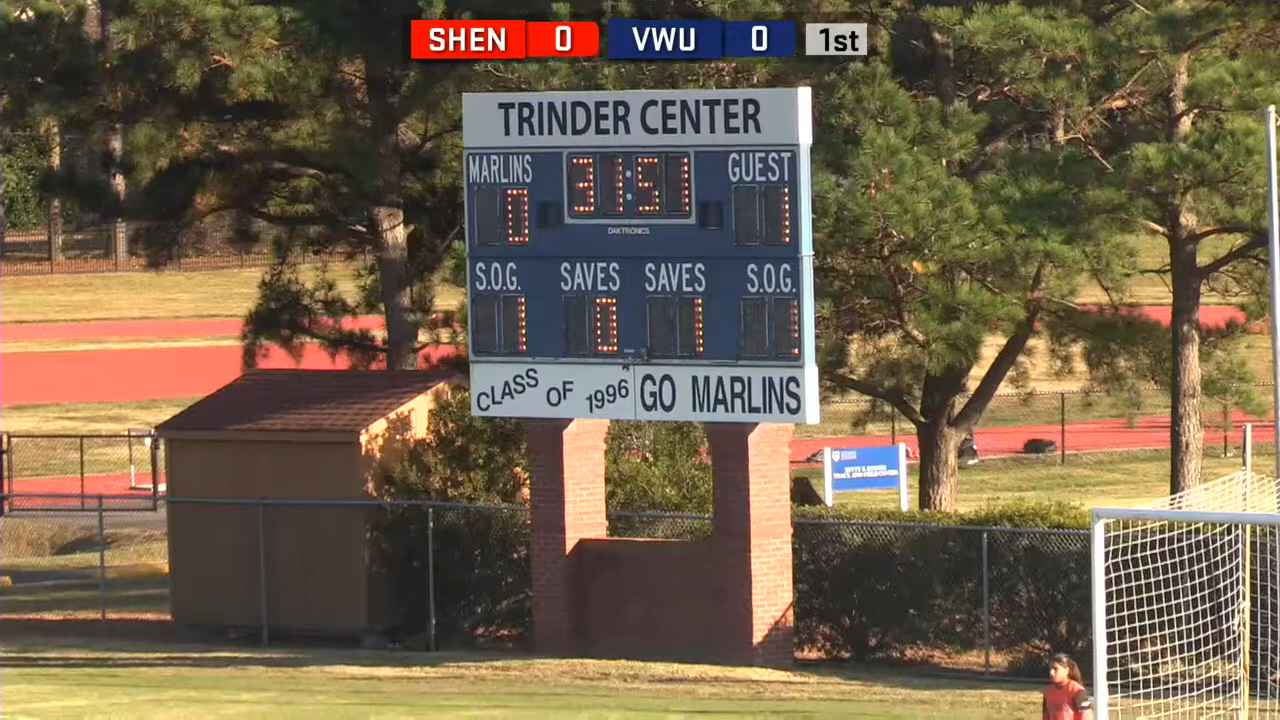 SHEN 0 VWU 0 1st
TRINDER CENTER
MARLINS 31:51 GUEST
0 1
DAKTRONICS
S.O.G. SAVES SAVES S.O.G.
1 0 1 1
CLASS OF 1996 GO MARLINS